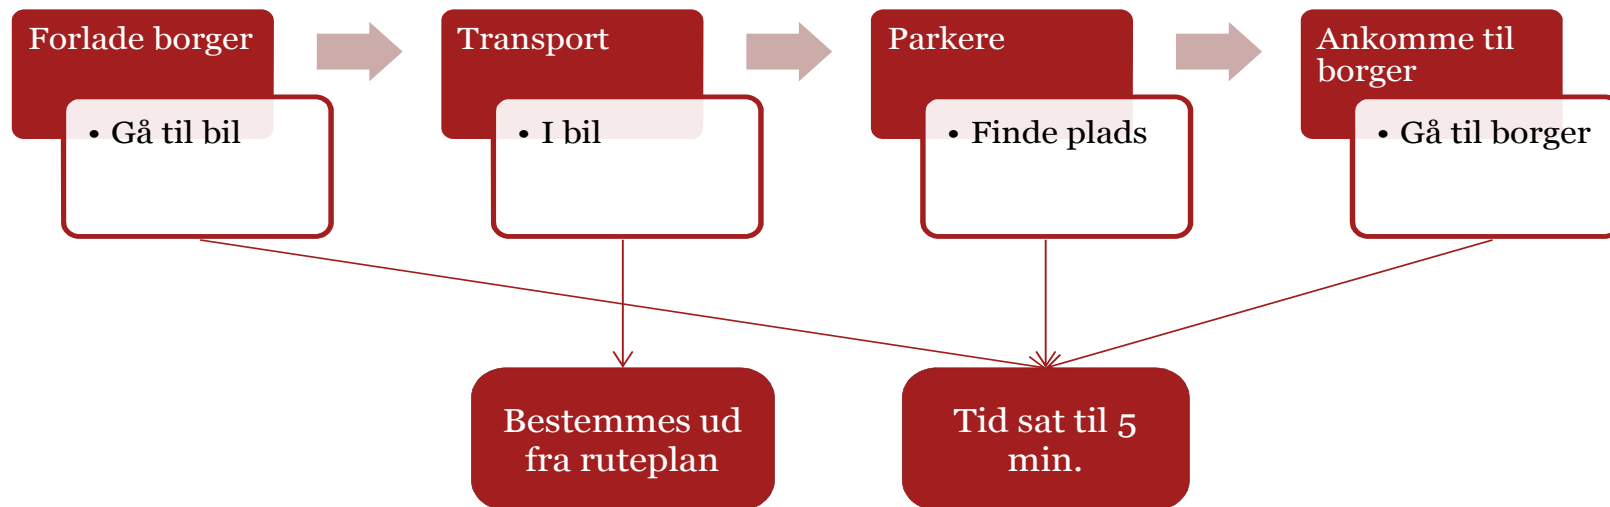 Forlade borger
• Gå til bil
Transport
• I bil
Parkere
• Finde plads
Ankomme til
borger
• Gå til borger
Bestemmes ud
fra ruteplan
Tid sat til 5
min.